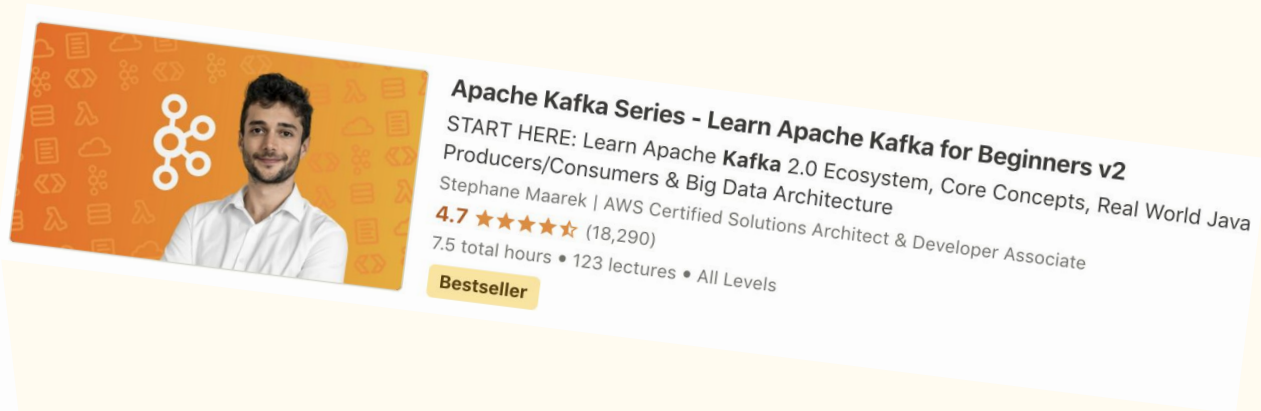 Apache Kafka Series - Learn Apache Kafka for Beginners v2
START HERE: Learn Apache Kafka 2.0 Ecosystem, Core Concepts, Real World Java
Producers/Consumers & Big Data Architecture
Stephane Maarek | AWS Certified Solutions Architect & Developer Associate
4.7 (18,290)
7.5 total hours • 123 lectures • All Levels
Bestseller